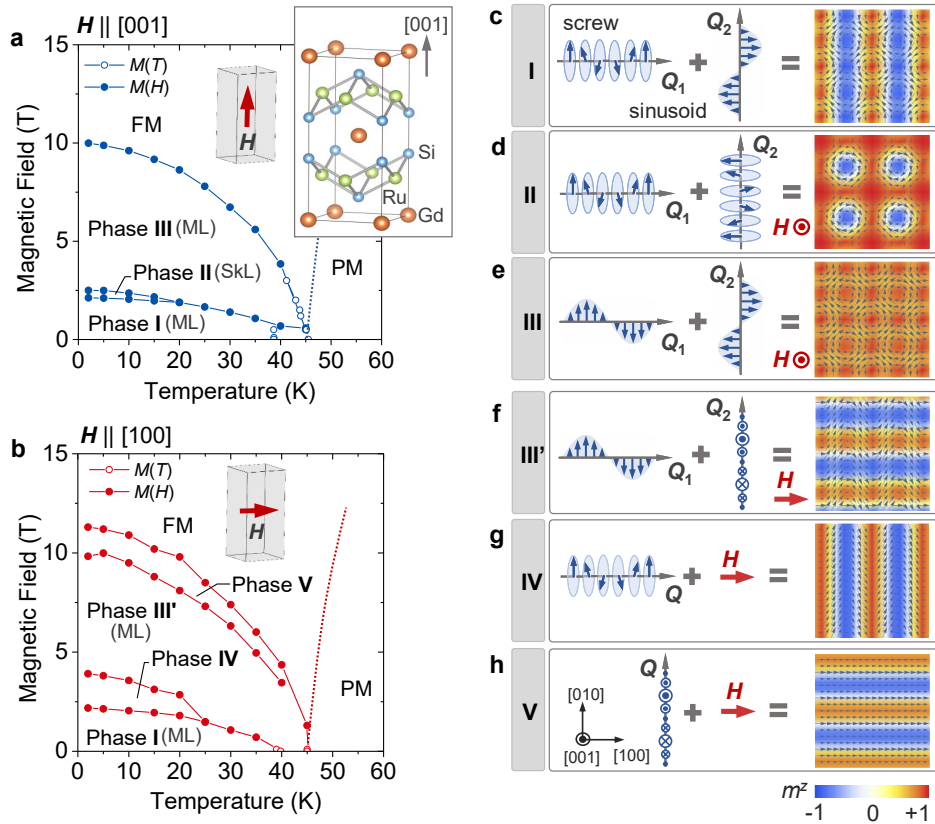 a
H || [001]
15
10
5
0
Magnetic Field (T)
M(T)
M(H)
FM
H
[001]
Si
Ru
Gd
Phase III (ML)
Phase II (SkL)
Phase I (ML)
PM
0 10 20 30 40 50 60
Temperature (K)
b
H || [100]
15
10
5
0
Magnetic Field (T)
M(T)
M(H)
FM
H
Phase V
Phase III'
(ML)
Phase IV
Phase I (ML)
PM
0 10 20 30 40 50 60
Temperature (K)
c
I
screw
Q1
+
Q2
sinusoid
=
d
II
Q1
+
Q2
=
H
e
III
Q1
+
Q2
=
H
f
III'
Q1
+
Q2
=
H
g
IV
Q
+
H
=
h
V
Q
+
H
=
[010]
[001] [100]
mz
-1 0 +1